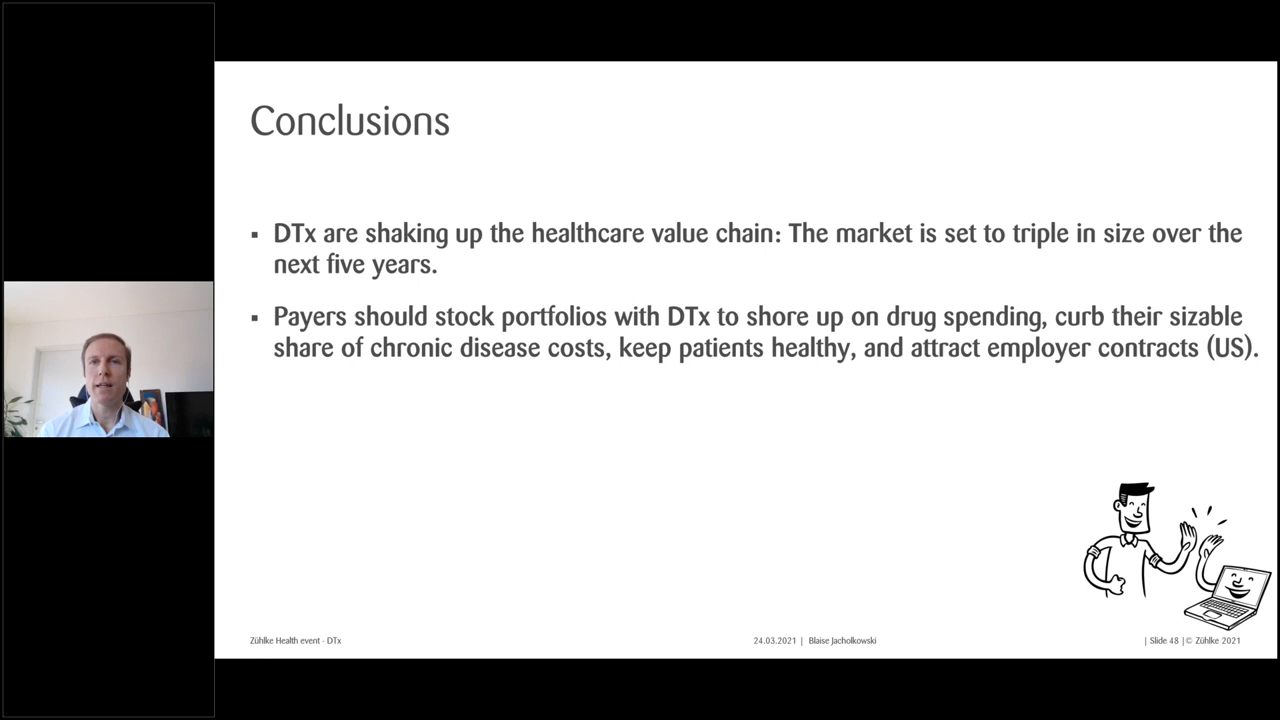 Conclusions
▪ DTx are shaking up the healthcare value chain: The market is set to triple in size over the
next five years.
▪ Payers should stock portfolios with DTx to shore up on drug spending, curb their sizable
share of chronic disease costs, keep patients healthy, and attract employer contracts (US).
Zühlke Health event - DTx
24.03.2021 | Blaise Jacholkowski
| Slide 48 | © Zühlke 2021